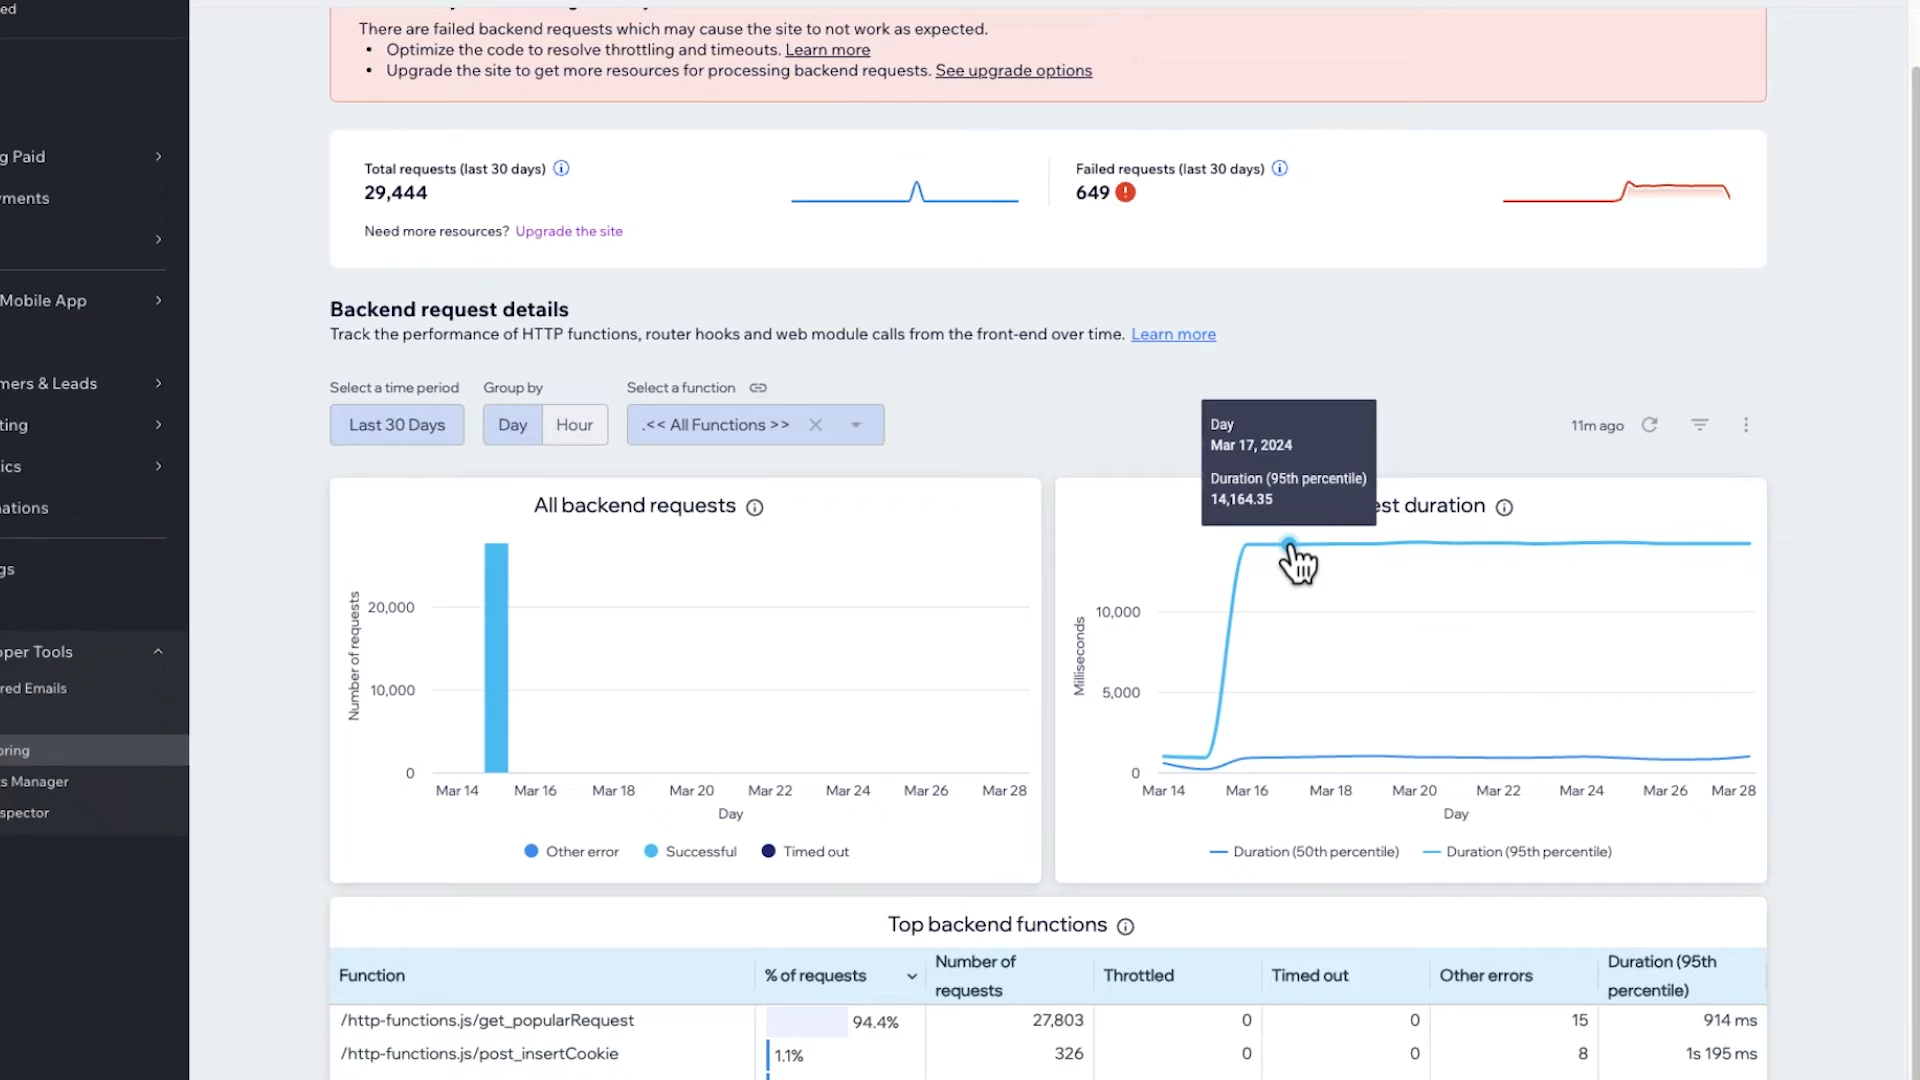 ed
There are failed backend requests which may cause the site to not work as expected.
• Optimize the code to resolve throttling and timeouts. Learn more
• Upgrade the site to get more resources for processing backend requests. See upgrade options
g Paid
yments
Mobile App
mers & Leads
ting
ics
ations
gs
oper Tools
red Emails
oring
s Manager
spector
Total requests (last 30 days)
29,444
Need more resources? Upgrade the site
Failed requests (last 30 days)
649
Backend request details
Track the performance of HTTP functions, router hooks and web module calls from the front-end over time. Learn more
Select a time period
Group by
Select a function
Last 30 Days
Day
Hour
.<< All Functions >>
11m ago
Day
Mar 17, 2024
Duration (95th percentile)
14,164.35
All backend requests
Number of requests
20,000
10,000
0
Mar 14 Mar 16 Mar 18 Mar 20 Mar 22 Mar 24 Mar 26 Mar 28
Day
Other error Successful Timed out
est duration
Milliseconds
10,000
5,000
0
Mar 14 Mar 16 Mar 18 Mar 20 Mar 22 Mar 24 Mar 26 Mar 28
Day
Duration (50th percentile) Duration (95th percentile)
Top backend functions
Function % of requests Number of requests Throttled Timed out Other errors Duration (95th percentile)
/http-functions.js/get_popularRequest 94.4% 27,803 0 0 15 914 ms
/http-functions.js/post_insertCookie 1.1% 326 0 0 8 1s 195 ms